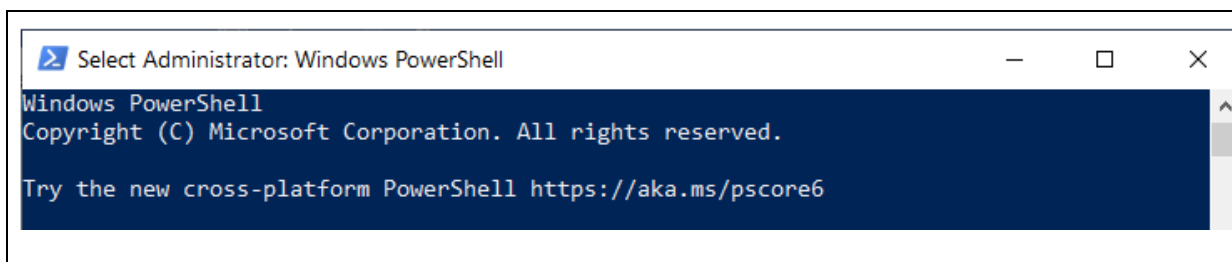 Select Administrator: Windows PowerShell
Windows PowerShell
Copyright (C) Microsoft Corporation. All rights reserved.
Try the new cross-platform PowerShell https://aka.ms/pscore6